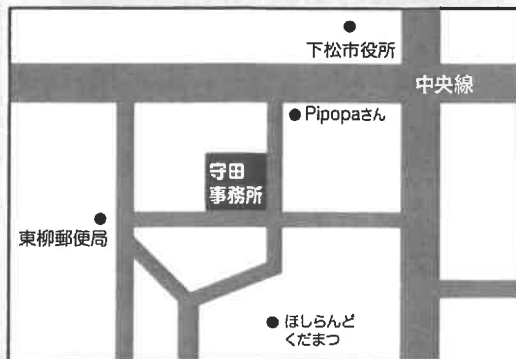 下松市役所
中央線
Pipopaさん
守田
事務所
東柳郵便局
ほしらんど
くだまつ